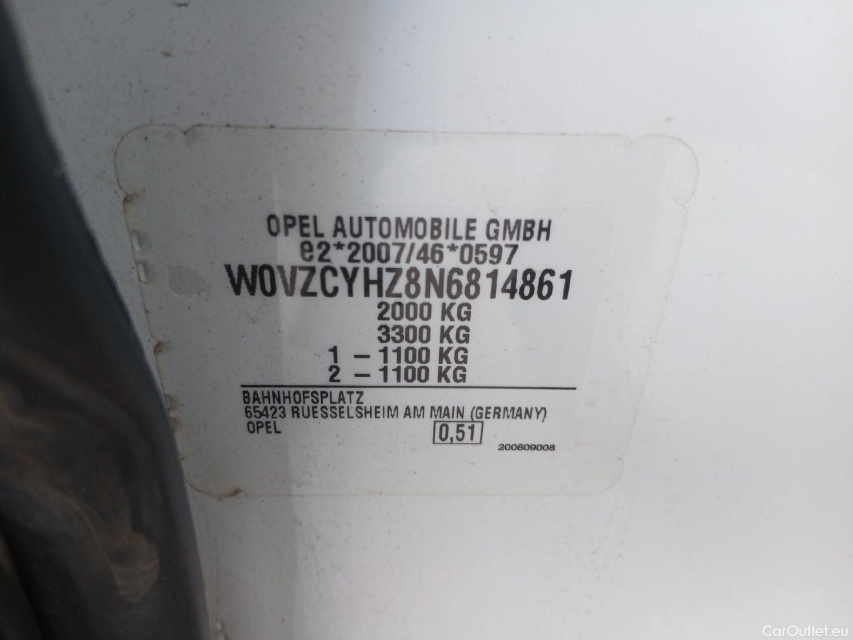 OPEL AUTOMOBILE GMBH
e2*2007/46*0597
W0VZCYHZ8N6814861
2000 KG
3300 KG
1 – 1100 KG
2 – 1100 KG
BAHNHOFSPLATZ
65423 RUESSELSHEIM AM MAIN (GERMANY)
OPEL 0,51
200609008
CarOutlet.eu